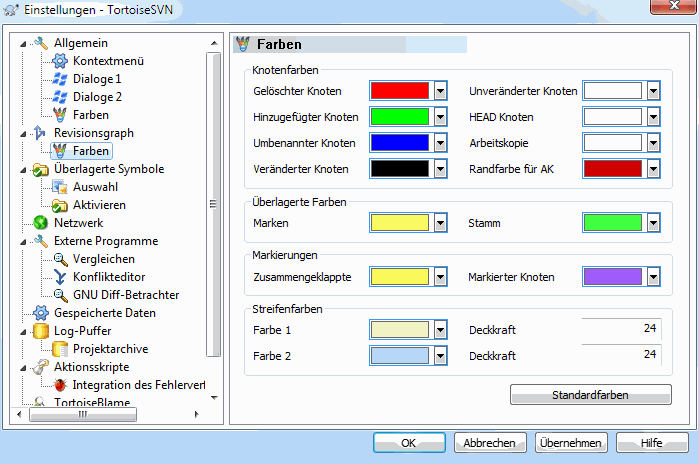 Einstellungen - TortoiseSVN
Allgemein
Kontextmenü
Dialoge 1
Dialoge 2
Farben
Revisionsgraph
Farben
Überlagerte Symbole
Auswahl
Aktivieren
Netzwerk
Externe Programme
Vergleichen
Konflikteditor
GNU Diff-Betrachter
Gespeicherte Daten
Log-Puffer
Projektarchive
Aktionsskripte
Integration des Fehlerverf
TortoiseBlame
Farben
Knotenfarben
Gelöschter Knoten Unveränderter Knoten
Hinzugefügter Knoten HEAD Knoten
Umbenannter Knoten Arbeitskopie
Veränderter Knoten Randfarbe für AK
Überlagerte Farben
Marken Stamm
Markierungen
Zusammengeklappte Markierter Knoten
Streifenfarben
Farbe 1 Deckkraft 24
Farbe 2 Deckkraft 24
Standardfarben
OK Abbrechen Übernehmen Hilfe